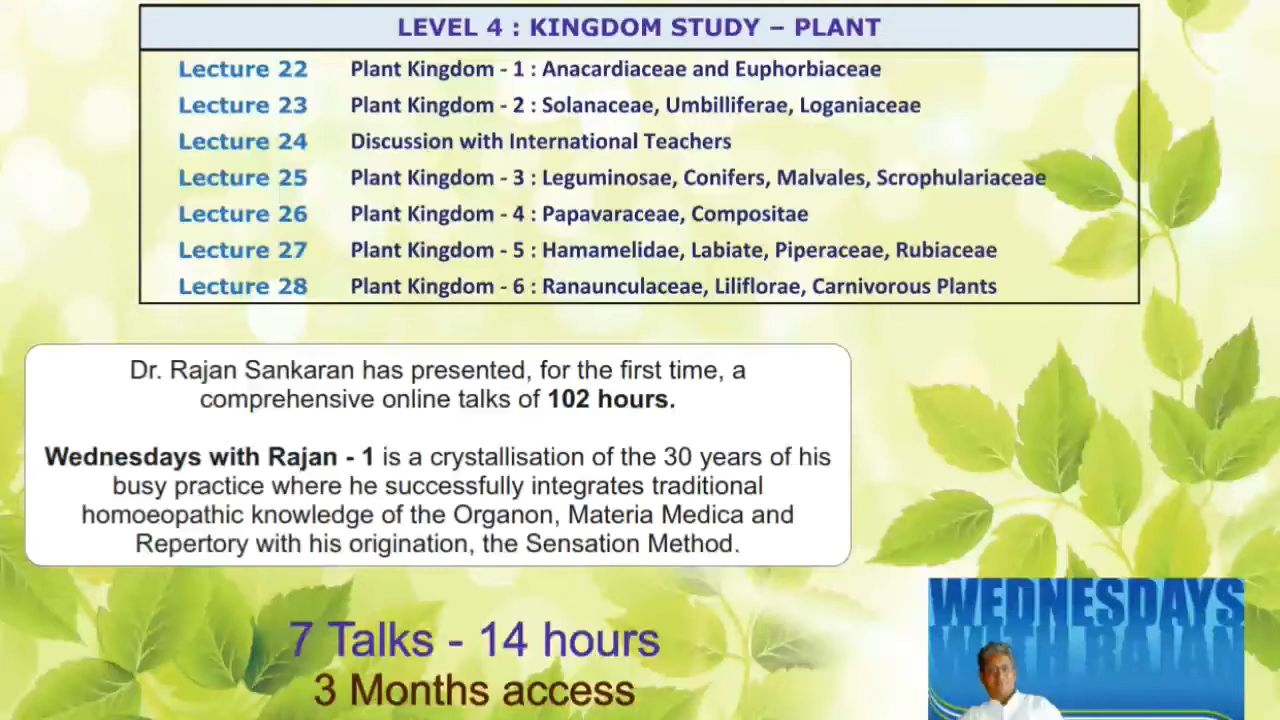 LEVEL 4 : KINGDOM STUDY – PLANT
Lecture 22 Plant Kingdom - 1 : Anacardiaceae and Euphorbiaceae
Lecture 23 Plant Kingdom - 2 : Solanaceae, Umbilliferae, Loganiaceae
Lecture 24 Discussion with International Teachers
Lecture 25 Plant Kingdom - 3 : Leguminosae, Conifers, Malvales, Scrophulariaceae
Lecture 26 Plant Kingdom - 4 : Papavaraceae, Compositae
Lecture 27 Plant Kingdom - 5 : Hamamelidae, Labiate, Piperaceae, Rubiaceae
Lecture 28 Plant Kingdom - 6 : Ranaunculaceae, Liliflorae, Carnivorous Plants
Dr. Rajan Sankaran has presented, for the first time, a
comprehensive online talks of 102 hours.
Wednesdays with Rajan - 1 is a crystallisation of the 30 years of his
busy practice where he successfully integrates traditional
homoeopathic knowledge of the Organon, Materia Medica and
Repertory with his origination, the Sensation Method.
7 Talks - 14 hours
3 Months access
WEDNESDAYS
WITH RAJAN